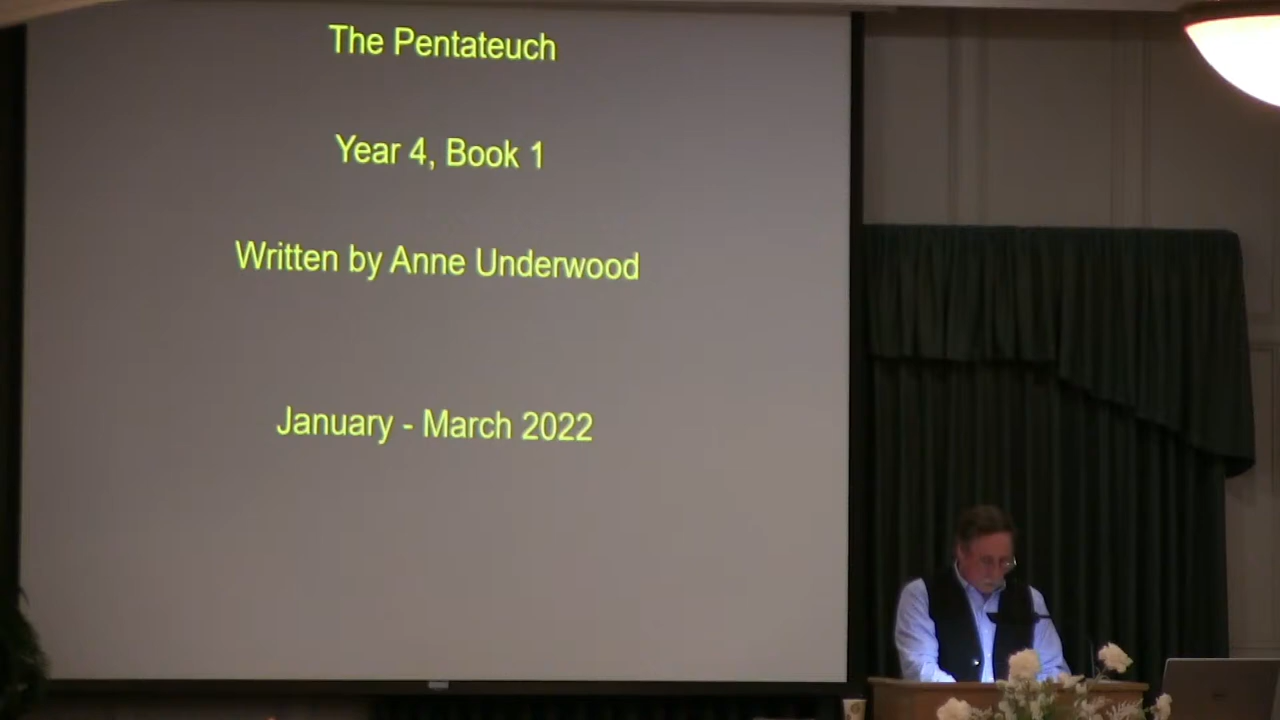 The Pentateuch
Year 4, Book 1
Written by Anne Underwood
January - March 2022